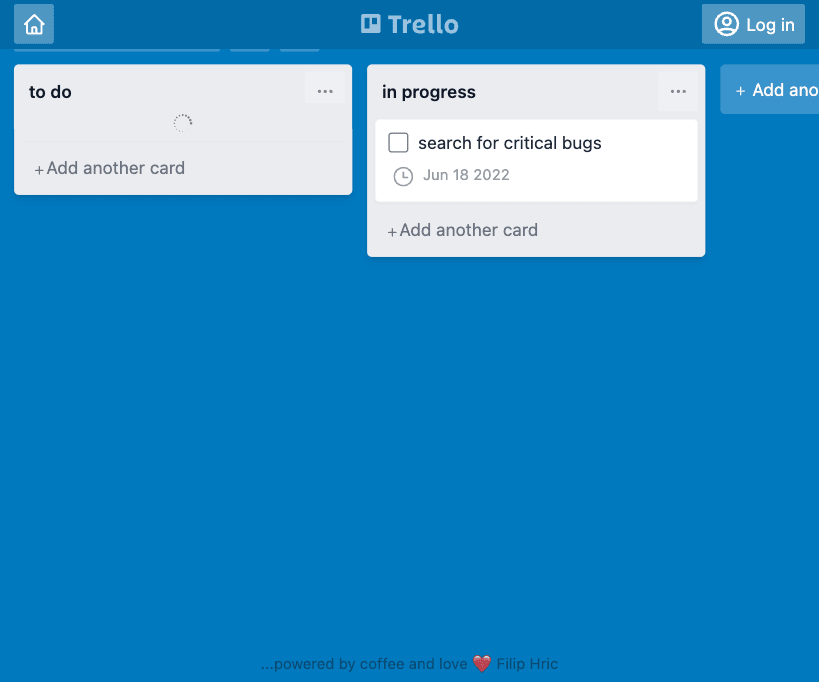 Trello
Log in
to do
...
in progress
...
+ Add ano
+ Add another card
search for critical bugs
Jun 18 2022
+ Add another card
...powered by coffee and love ❤️ Filip Hric